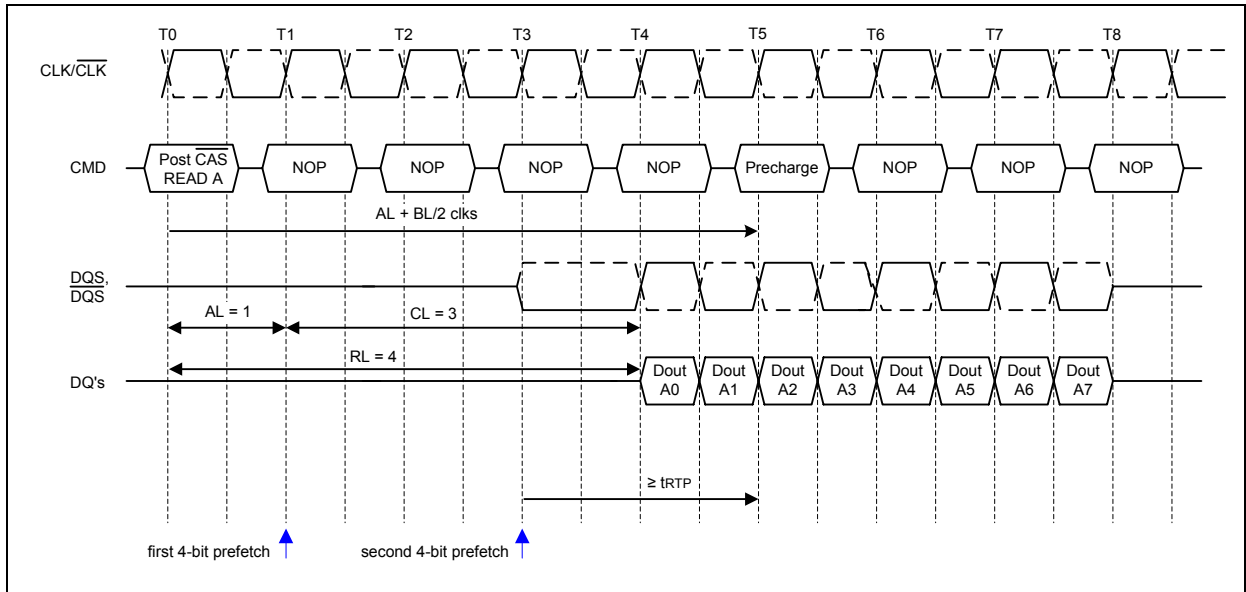 T0 T1 T2 T3 T4 T5 T6 T7 T8
CLK/C̅L̅K̅
CMD
Post C̅A̅S̅
READ A
NOP NOP NOP NOP Precharge NOP NOP NOP
AL + BL/2 clks
DQS,
D̅Q̅S̅
AL = 1 CL = 3
RL = 4
DQ's
Dout Dout Dout Dout Dout Dout Dout Dout
A0 A1 A2 A3 A4 A5 A6 A7
≥ tRTP
first 4-bit prefetch second 4-bit prefetch